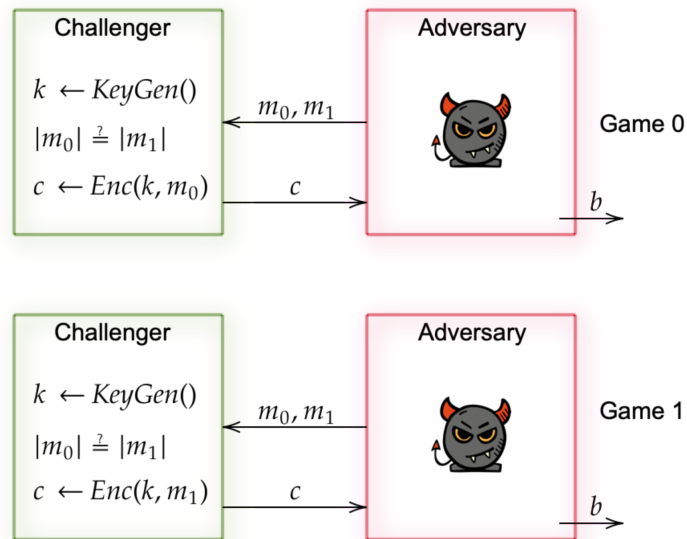 Challenger
k ← KeyGen()
|m₀| ≟ |m₁|
c ← Enc(k, m₀)
m₀, m₁
c
Adversary
b
Game 0
Challenger
k ← KeyGen()
|m₀| ≟ |m₁|
c ← Enc(k, m₁)
m₀, m₁
c
Adversary
b
Game 1